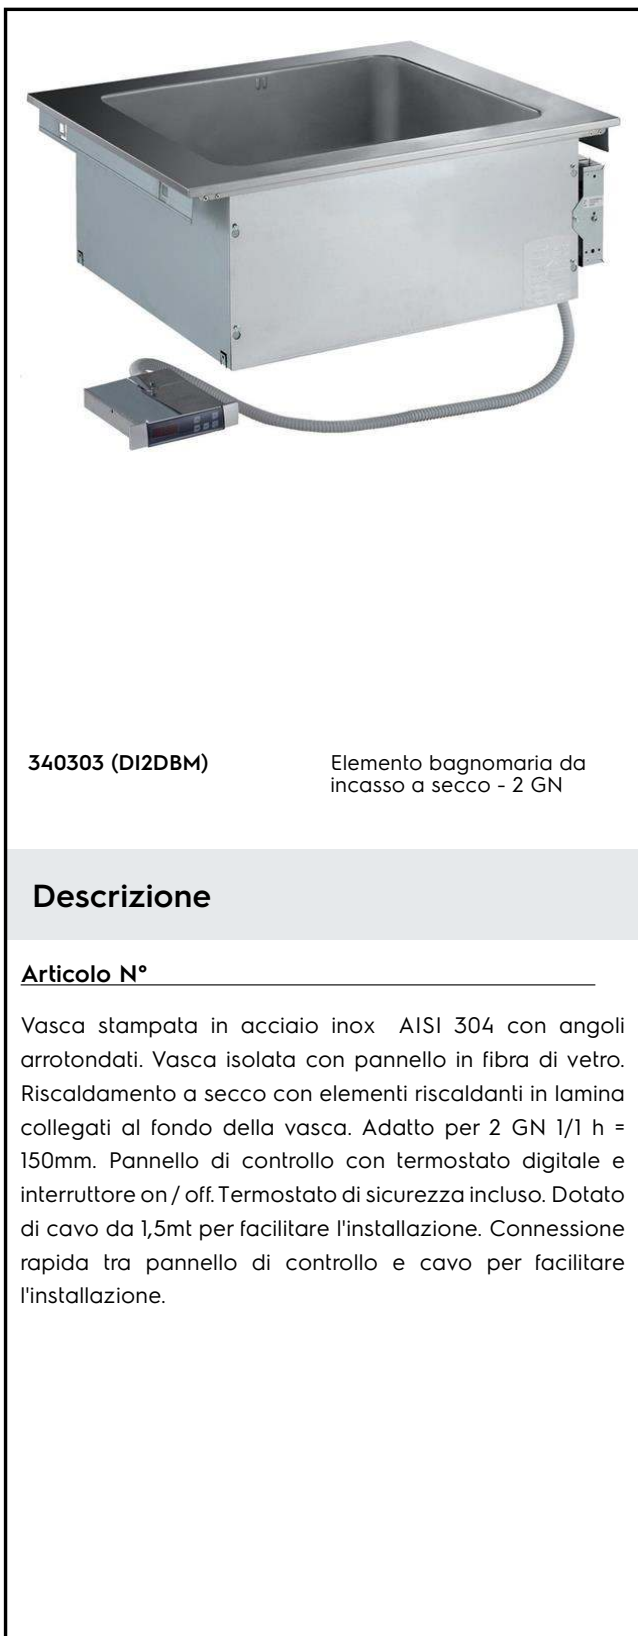 340303 (DI2DBM)
Elemento bagnomaria da
incasso a secco - 2 GN
Descrizione
Articolo N°
Vasca stampata in acciaio inox AISI 304 con angoli
arrotondati. Vasca isolata con pannello in fibra di vetro.
Riscaldamento a secco con elementi riscaldanti in lamina
collegati al fondo della vasca. Adatto per 2 GN 1/1 h =
150mm. Pannello di controllo con termostato digitale e
interruttore on / off. Termostato di sicurezza incluso. Dotato
di cavo da 1,5mt per facilitare l'installazione. Connessione
rapida tra pannello di controllo e cavo per facilitare
l'installazione.